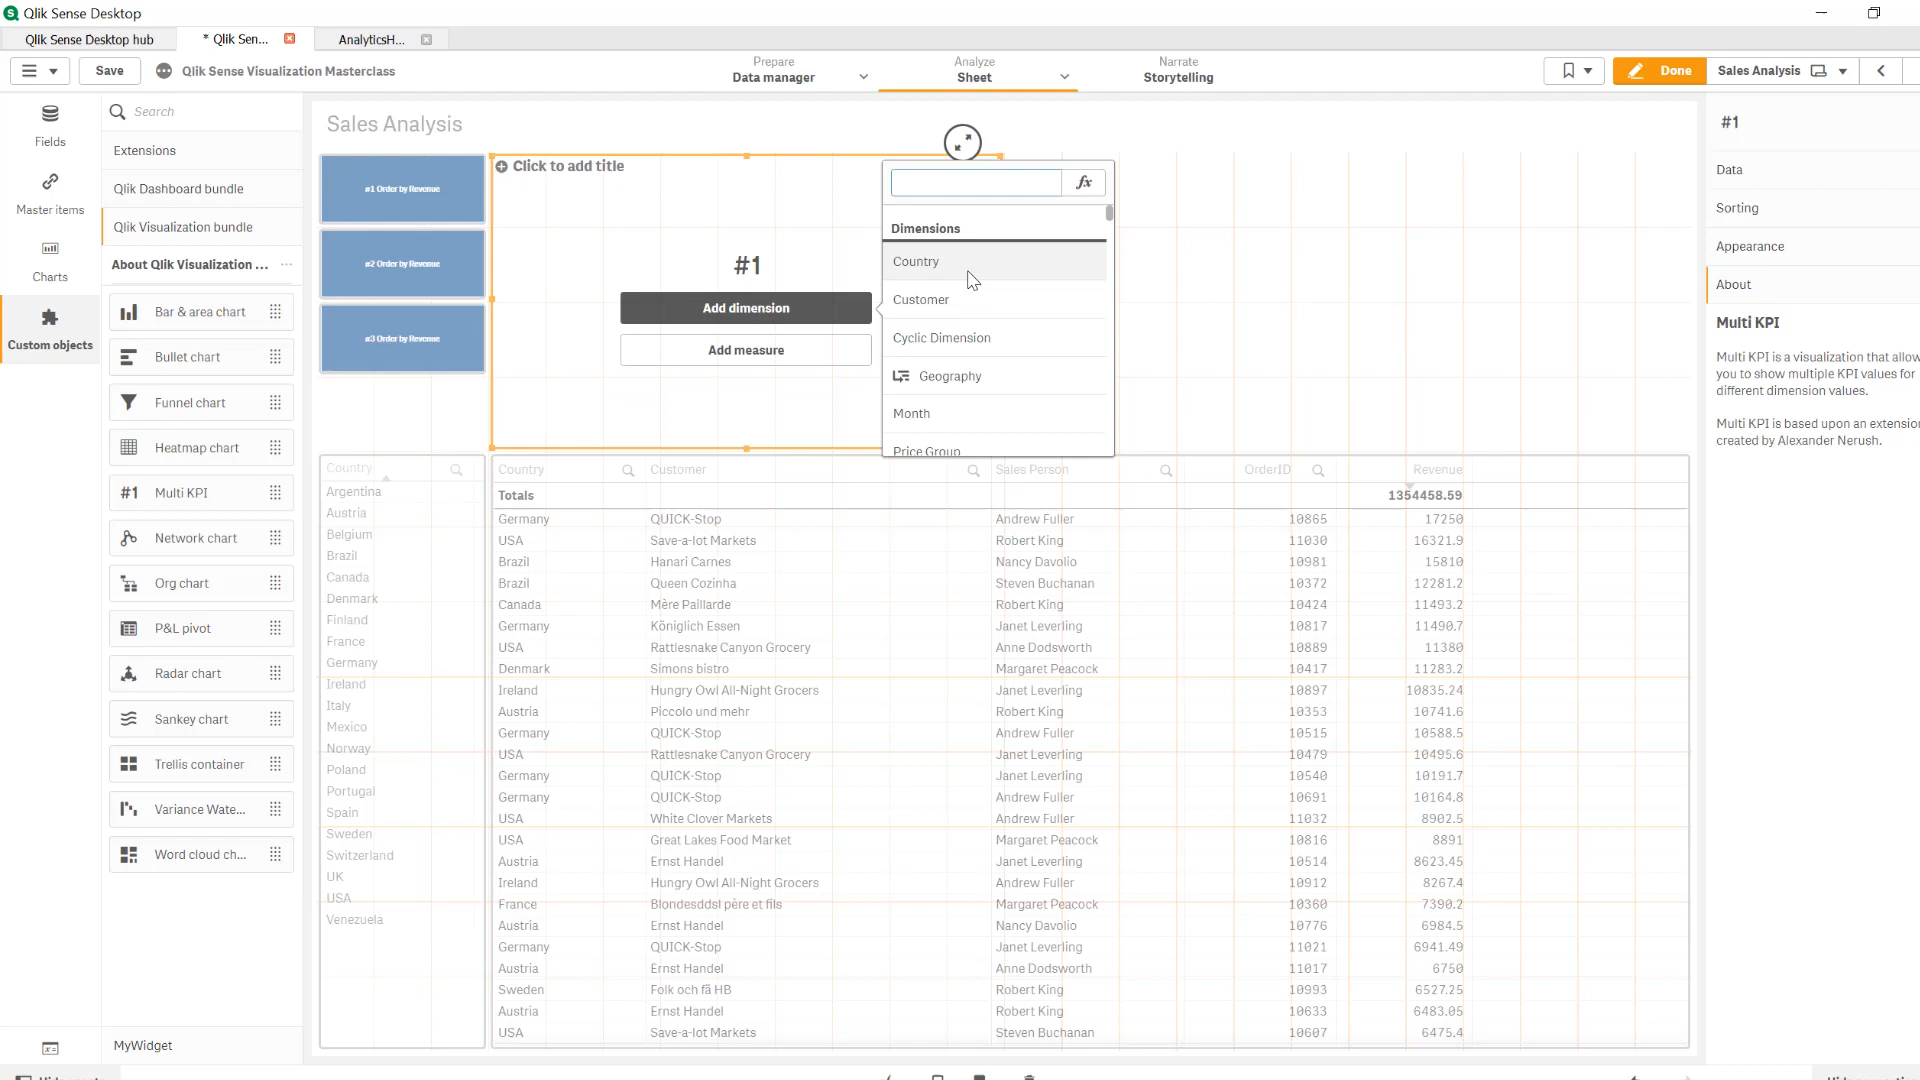 Qlik Sense Desktop
Qlik Sense Desktop hub
* Qlik Sen...
AnalyticsH...
Save
Qlik Sense Visualization Masterclass
Prepare
Data manager
Analyze
Sheet
Narrate
Storytelling
Done
Sales Analysis
Fields
Master items
Charts
Custom objects
Search
Extensions
Qlik Dashboard bundle
Qlik Visualization bundle
About Qlik Visualization ...
Bar & area chart
Bullet chart
Funnel chart
Heatmap chart
#1 Multi KPI
Network chart
Org chart
P&L pivot
Radar chart
Sankey chart
Trellis container
Variance Wate...
Word cloud ch...
MyWidget
Sales Analysis
#1 Order by Revenue
#2 Order by Revenue
#3 Order by Revenue
Click to add title
#1
Add dimension
Add measure
fx
Dimensions
Country
Customer
Cyclic Dimension
Geography
Month
Price Group
Country
Argentina
Austria
Belgium
Brazil
Canada
Denmark
Finland
France
Germany
Ireland
Italy
Mexico
Norway
Poland
Portugal
Spain
Sweden
Switzerland
UK
USA
Venezuela
Country Customer Sales Person OrderID Revenue
Totals 1354458.59
Germany QUICK-Stop Andrew Fuller 10865 17250
USA Save-a-lot Markets Robert King 11030 16321.9
Brazil Hanari Carnes Nancy Davolio 10981 15810
Brazil Queen Cozinha Steven Buchanan 10372 12281.2
Canada Mère Paillarde Robert King 10424 11493.2
Germany Königlich Essen Janet Leverling 10817 11490.7
USA Rattlesnake Canyon Grocery Anne Dodsworth 10889 11380
Denmark Simons bistro Margaret Peacock 10417 11283.2
Ireland Hungry Owl All-Night Grocers Janet Leverling 10897 10835.24
Austria Piccolo und mehr Robert King 10353 10741.6
Germany QUICK-Stop Andrew Fuller 10515 10588.5
USA Rattlesnake Canyon Grocery Janet Leverling 10479 10495.6
Germany QUICK-Stop Janet Leverling 10540 10191.7
Germany QUICK-Stop Andrew Fuller 10691 10164.8
USA White Clover Markets Andrew Fuller 11032 8902.5
USA Great Lakes Food Market Margaret Peacock 10816 8891
Austria Ernst Handel Janet Leverling 10514 8623.45
Ireland Hungry Owl All-Night Grocers Andrew Fuller 10912 8267.4
France Blondesddsl père et fils Margaret Peacock 10360 7390.2
Austria Ernst Handel Nancy Davolio 10776 6984.5
Germany QUICK-Stop Janet Leverling 11021 6941.49
Austria Ernst Handel Anne Dodsworth 11017 6750
Sweden Folk och fä HB Robert King 10993 6527.25
Austria Ernst Handel Robert King 10633 6483.05
USA Save-a-lot Markets Steven Buchanan 10607 6475.4
#1
Data
Sorting
Appearance
About
Multi KPI
Multi KPI is a visualization that allow
you to show multiple KPI values for
different dimension values.
Multi KPI is based upon an extension
created by Alexander Nerush.